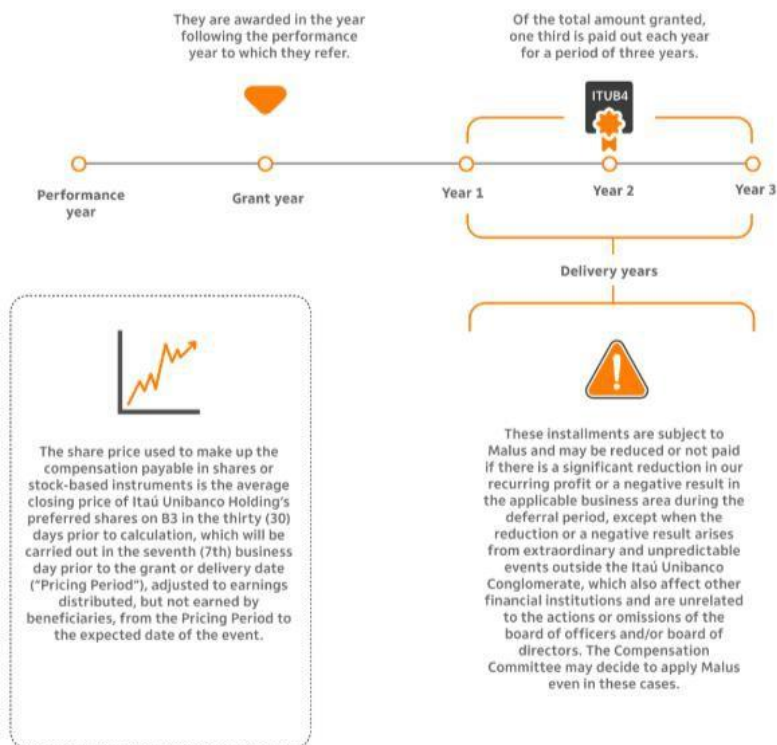 They are awarded in the year
following the performance
year to which they refer.
Of the total amount granted,
one third is paid out each year
for a period of three years.
ITUB4
Performance
year
Grant year
Year 1
Year 2
Year 3
Delivery years
The share price used to make up the
compensation payable in shares or
stock-based instruments is the average
closing price of Itaú Unibanco Holding's
preferred shares on B3 in the thirty (30)
days prior to calculation, which will be
carried out in the seventh (7th) business
day prior to the grant or delivery date
("Pricing Period"), adjusted to earnings
distributed, but not earned by
beneficiaries, from the Pricing Period to
the expected date of the event.
These installments are subject to
Malus and may be reduced or not paid
if there is a significant reduction in our
recurring profit or a negative result in
the applicable business area during the
deferral period, except when the
reduction or a negative result arises
from extraordinary and unpredictable
events outside the Itaú Unibanco
Conglomerate, which also affect other
financial institutions and are unrelated
to the actions or omissions of the
board of officers and/or board of
directors. The Compensation
Committee may decide to apply Malus
even in these cases.